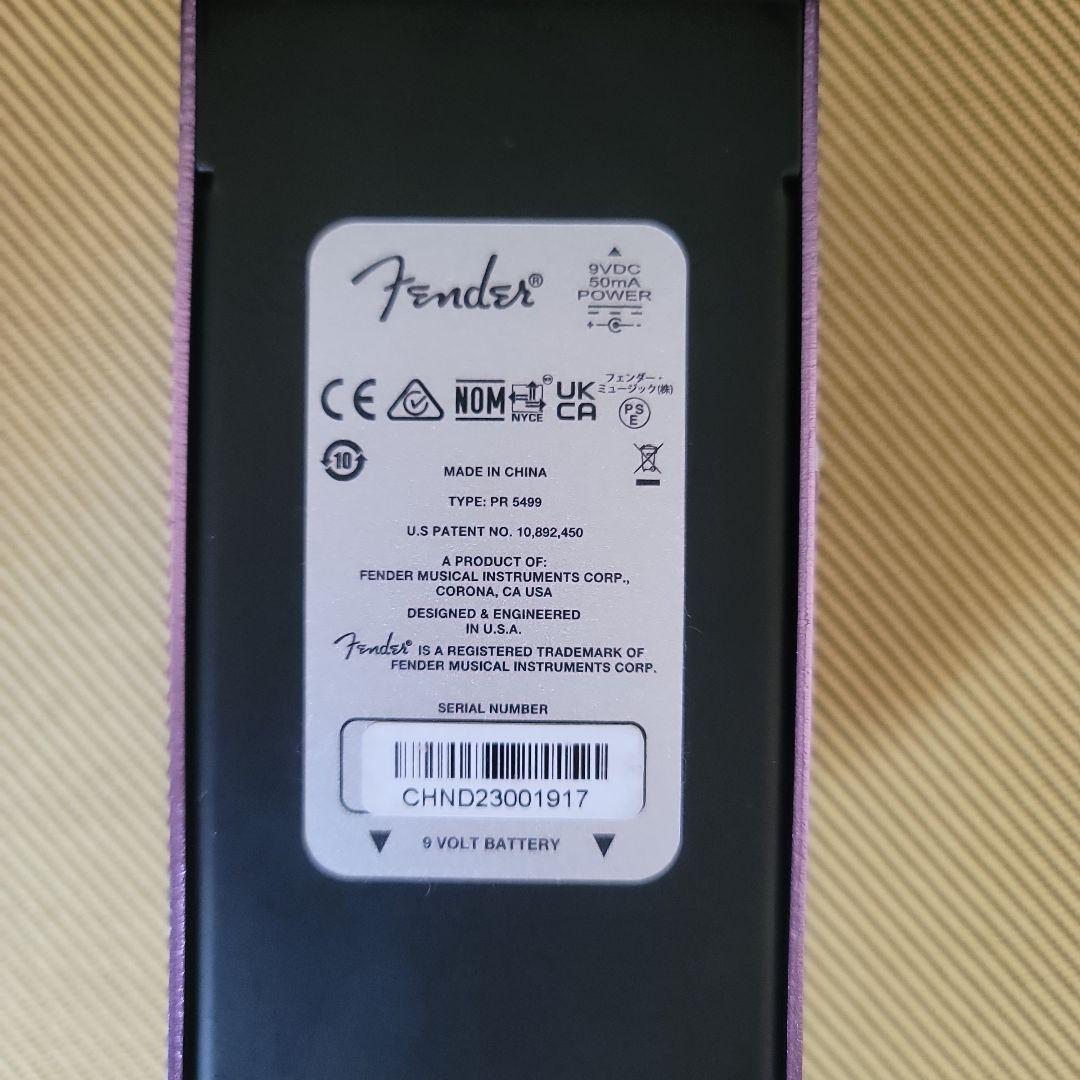 Fender®
9VDC
50mA
POWER
CE
NOM
NYCE
UK
CA
フェンダー・
ミュージック(株)
PS
E
10
MADE IN CHINA
TYPE: PR 5499
U.S PATENT NO. 10,892,450
A PRODUCT OF:
FENDER MUSICAL INSTRUMENTS CORP.,
CORONA, CA USA
DESIGNED & ENGINEERED
IN U.S.A.
Fender® IS A REGISTERED TRADEMARK OF
FENDER MUSICAL INSTRUMENTS CORP.
SERIAL NUMBER
CHND23001917
9 VOLT BATTERY